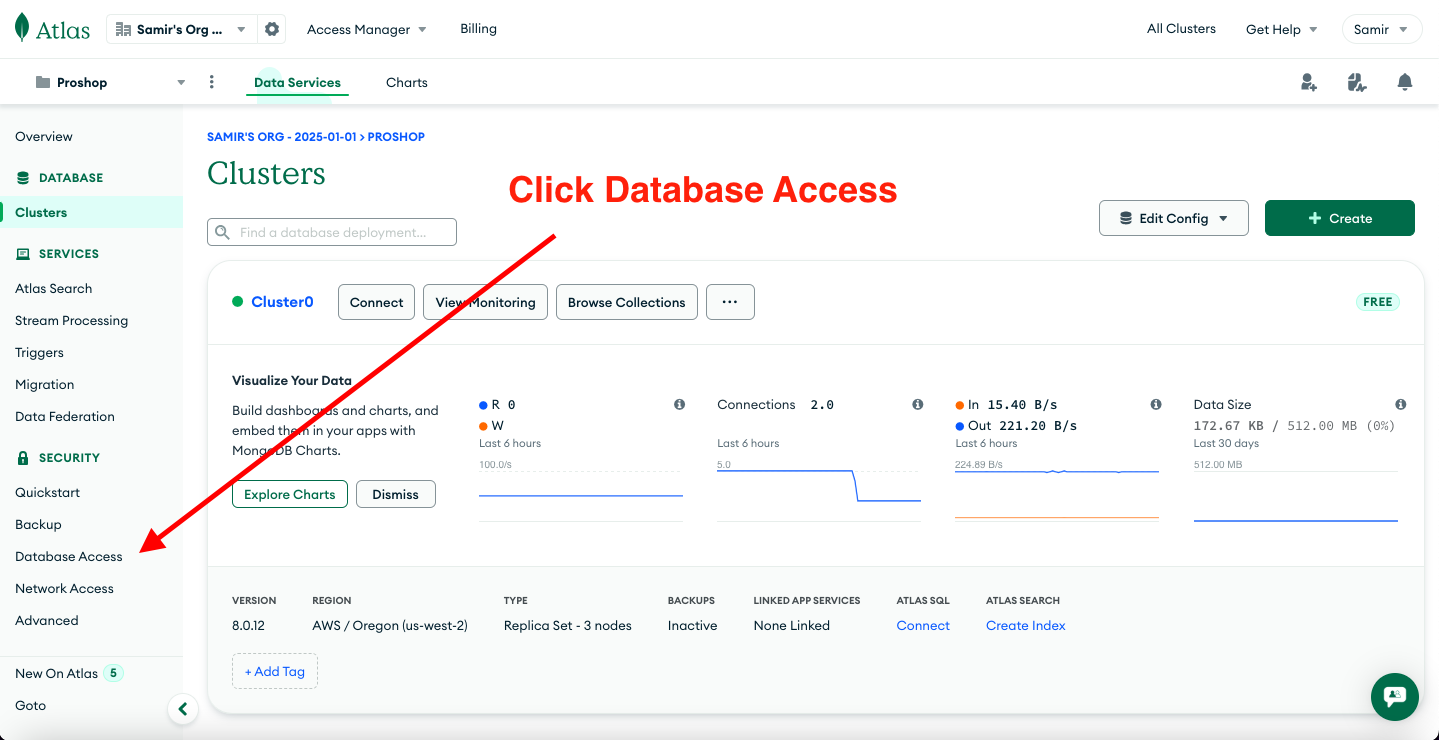 Atlas
Samir's Org ...
Access Manager
Billing
All Clusters
Get Help
Samir
Proshop
Data Services
Charts
Overview
DATABASE
Clusters
SERVICES
Atlas Search
Stream Processing
Triggers
Migration
Data Federation
SECURITY
Quickstart
Backup
Database Access
Network Access
Advanced
New On Atlas 5
Goto
SAMIR'S ORG - 2025-01-01 > PROSHOP
Clusters
Click Database Access
Find a database deployment...
Edit Config
+ Create
Cluster0
Connect
View Monitoring
Browse Collections
...
FREE
Visualize Your Data
Build dashboards and charts, and
embed them in your apps with
MongoDB Charts.
Explore Charts
Dismiss
R 0
W
Last 6 hours
100.0/s
Connections 2.0
Last 6 hours
5.0
In 15.40 B/s
Out 221.20 B/s
Last 6 hours
224.89 B/s
Data Size
172.67 KB / 512.00 MB (0%)
Last 30 days
512.00 MB
VERSION
8.0.12
REGION
AWS / Oregon (us-west-2)
TYPE
Replica Set - 3 nodes
BACKUPS
Inactive
LINKED APP SERVICES
None Linked
ATLAS SQL
Connect
ATLAS SEARCH
Create Index
+ Add Tag